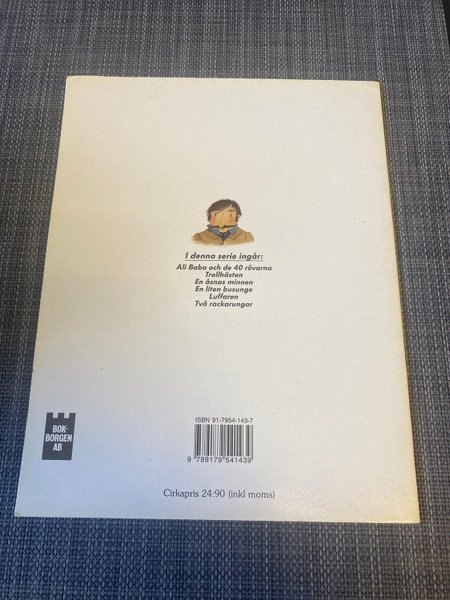 I denna serie ingår:
Ali Baba och de 40 rövarna
Trollhästen
En åsnas minnen
En liten busunge
Luffaren
Två rackarungar
BOK-
BORGEN
AB
ISBN 91-7954-143-7
9 789179 541439
Cirkapris 24:90 (inkl moms)